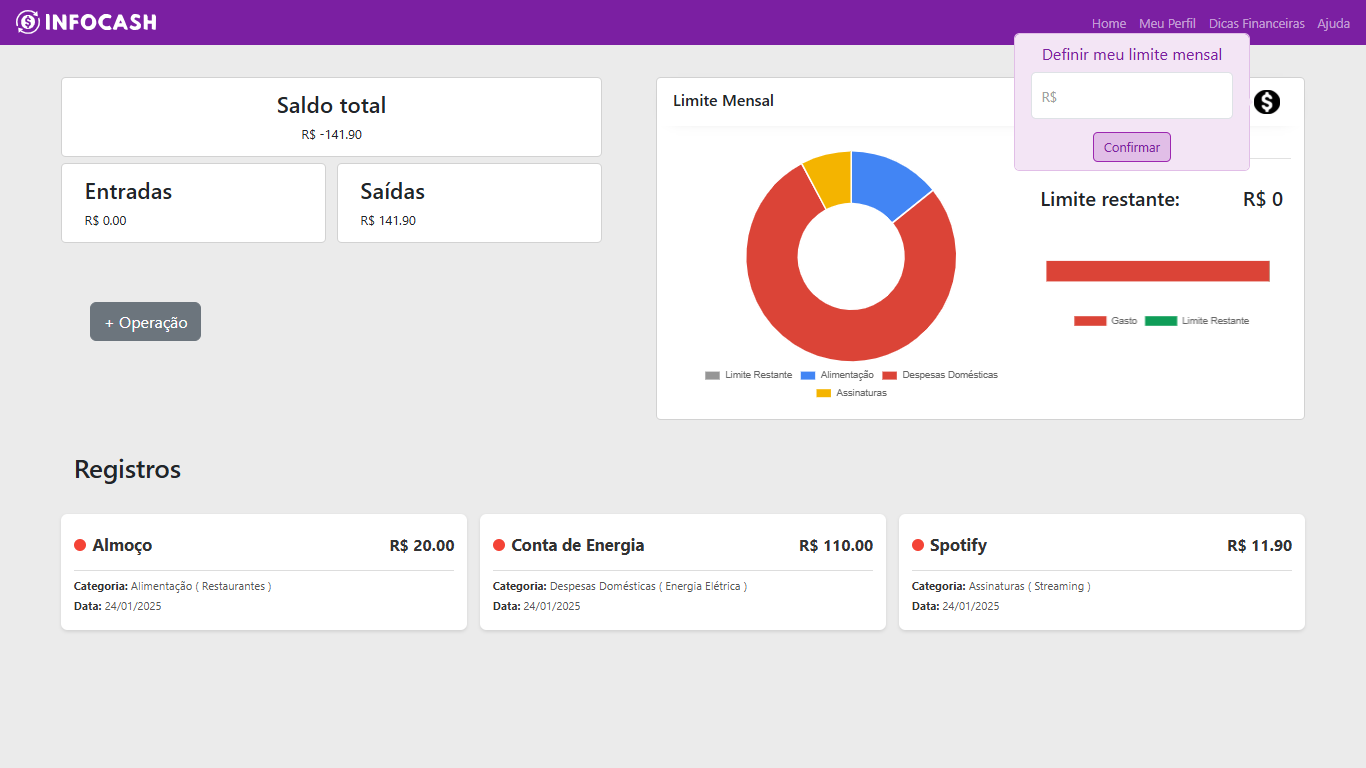 INFOCASH
Home Meu Perfil Dicas Financeiras Ajuda
Definir meu limite mensal
R$
Confirmar
Saldo total
R$ -141.90
Entradas
R$ 0.00
Saídas
R$ 141.90
+ Operação
Limite Mensal
Limite restante: R$ 0
Gasto Limite Restante
Limite Restante Alimentação Despesas Domésticas
Assinaturas
Registros
Almoço R$ 20.00
Categoria: Alimentação ( Restaurantes )
Data: 24/01/2025
Conta de Energia R$ 110.00
Categoria: Despesas Domésticas ( Energia Elétrica )
Data: 24/01/2025
Spotify R$ 11.90
Categoria: Assinaturas ( Streaming )
Data: 24/01/2025